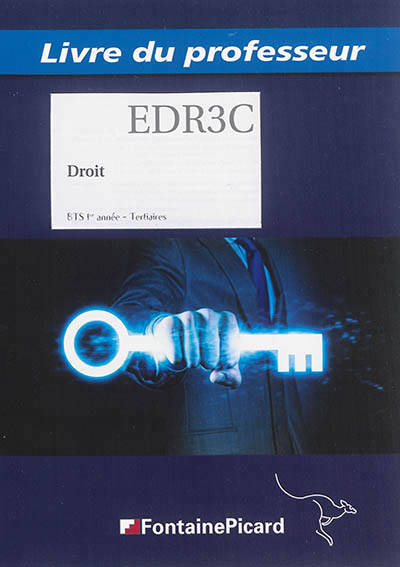 Livre du professeur
EDR3C
Droit
BTS 1re année - Tertiaires
FontainePicard